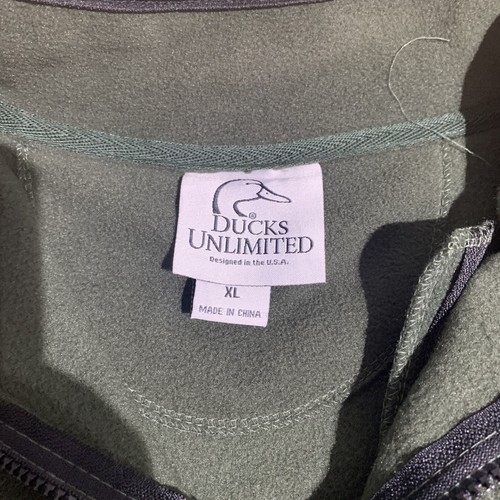 DUCKS
UNLIMITED
Designed in the U.S.A.
XL
MADE IN CHINA